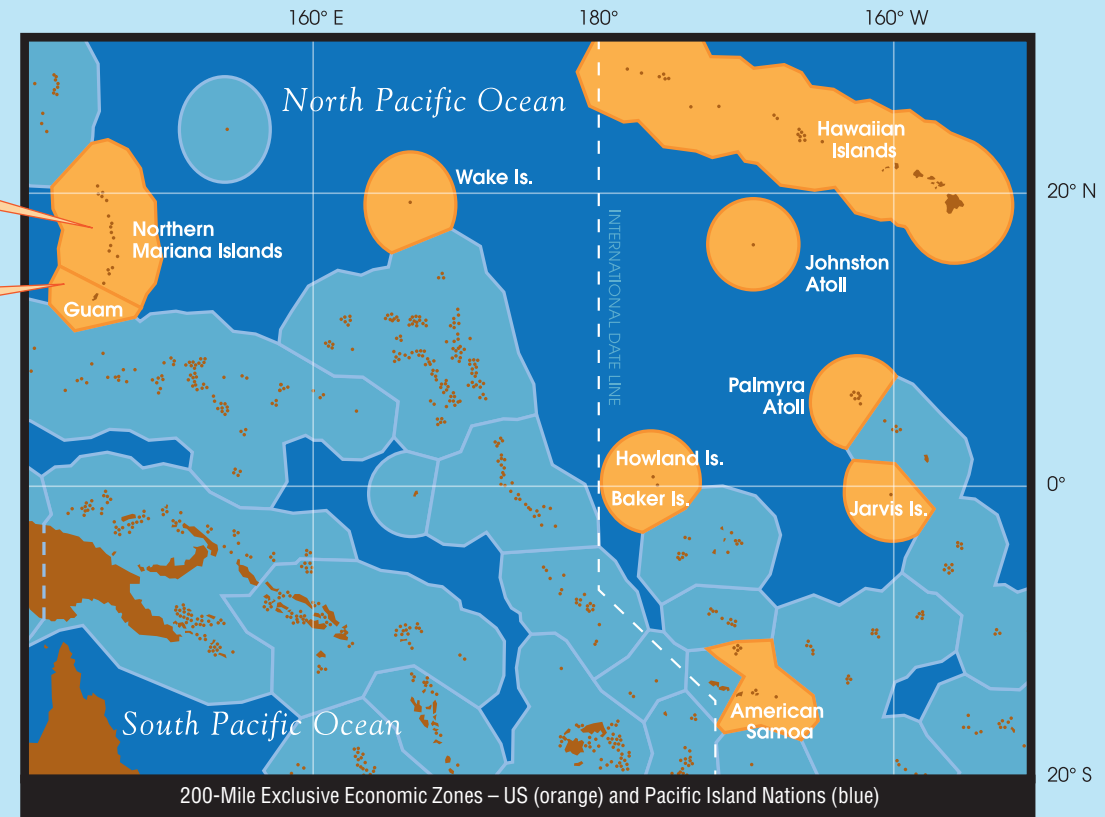 160° E
180°
160° W
North Pacific Ocean
Hawaiian
Islands
Wake Is.
20° N
Northern
Mariana Islands
INTERNATIONAL DATE LINE
Johnston
Atoll
Guam
Palmyra
Atoll
Howland Is.
0°
Baker Is.
Jarvis Is.
South Pacific Ocean
American
Samoa
20° S
200-Mile Exclusive Economic Zones – US (orange) and Pacific Island Nations (blue)